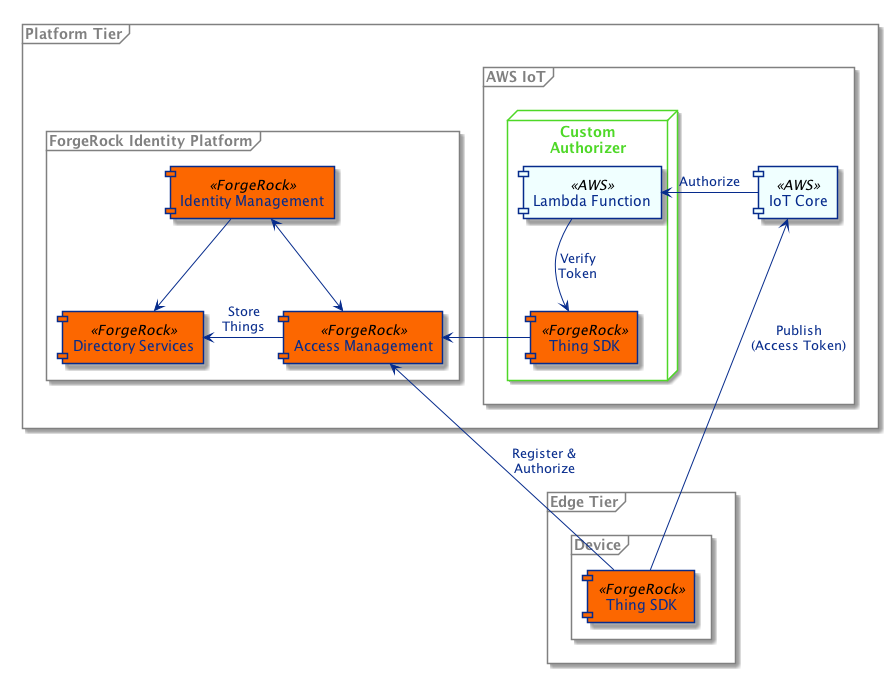 Platform Tier
AWS IoT
Custom
Authorizer
ForgeRock Identity Platform
«ForgeRock»
Identity Management
«AWS»
Lambda Function
Authorize
«AWS»
IoT Core
Verify
Token
Store
Things
«ForgeRock»
Directory Services
«ForgeRock»
Access Management
«ForgeRock»
Thing SDK
Publish
(Access Token)
Register &
Authorize
Edge Tier
Device
«ForgeRock»
Thing SDK